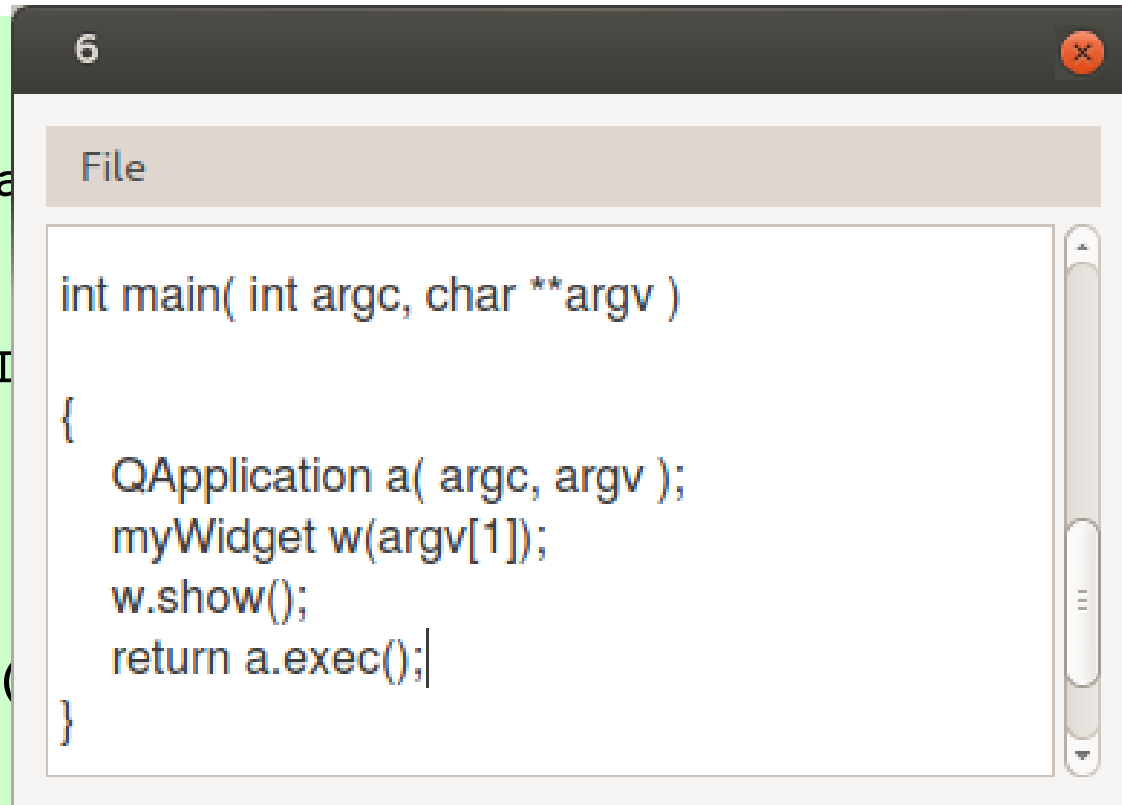 6
File
a
int main( int argc, char **argv )
I
{
QApplication a( argc, argv );
myWidget w(argv[1]);
w.show();
(
return a.exec();
}